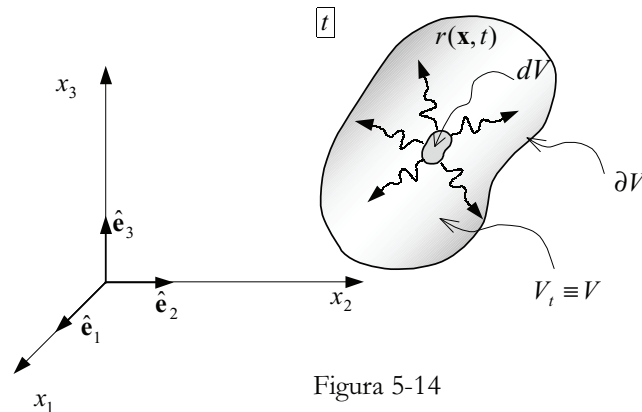 t
r(x,t)
dV
x₃
∂V
ê₃
Vₜ ≡ V
ê₂
x₂
ê₁
x₁
Figura 5-14